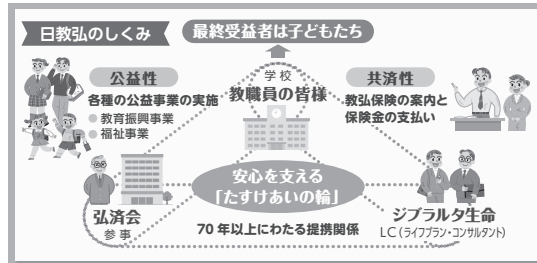 日教弘のしくみ
最終受益者は子どもたち
公益性
各種の公益事業の実施
教育振興事業
福祉事業
学校
教職員の皆様
共済性
教弘保険の案内と
保険金の支払い
安心を支える
「たすけあいの輪」
弘済会
参事
70年以上にわたる提携関係
ジブラルタ生命
LC(ライフプラン・コンサルタント)